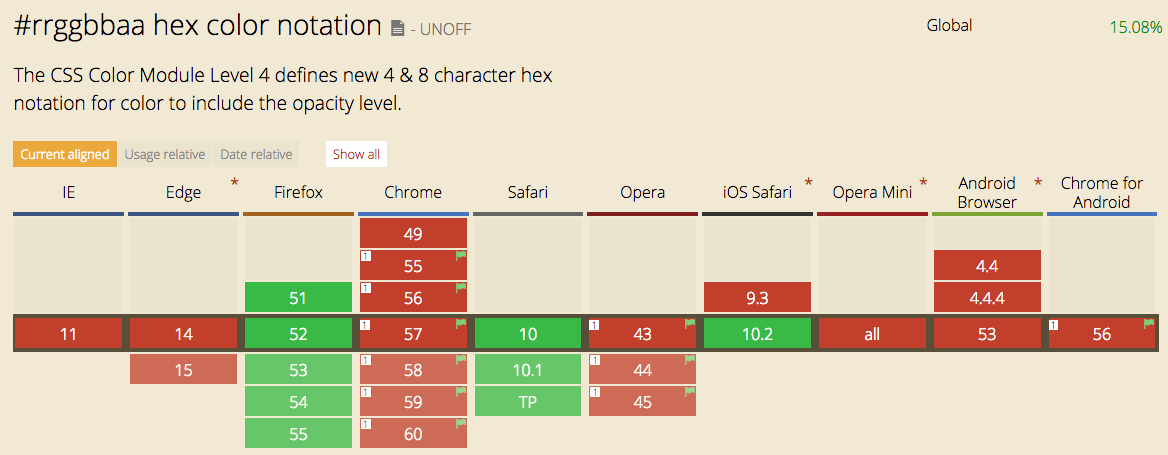 #rrggbbaa hex color notation - UNOFF
Global 15.08%
The CSS Color Module Level 4 defines new 4 & 8 character hex
notation for color to include the opacity level.
Current aligned Usage relative Date relative Show all
IE Edge * Firefox Chrome Safari Opera iOS Safari * Opera Mini * Android Browser * Chrome for Android
49
1 55 4.4
51 1 56 9.3 4.4.4
11 14 52 1 57 10 1 43 10.2 all 53 1 56
15 53 1 58 10.1 1 44
54 1 59 TP 1 45
55 1 60